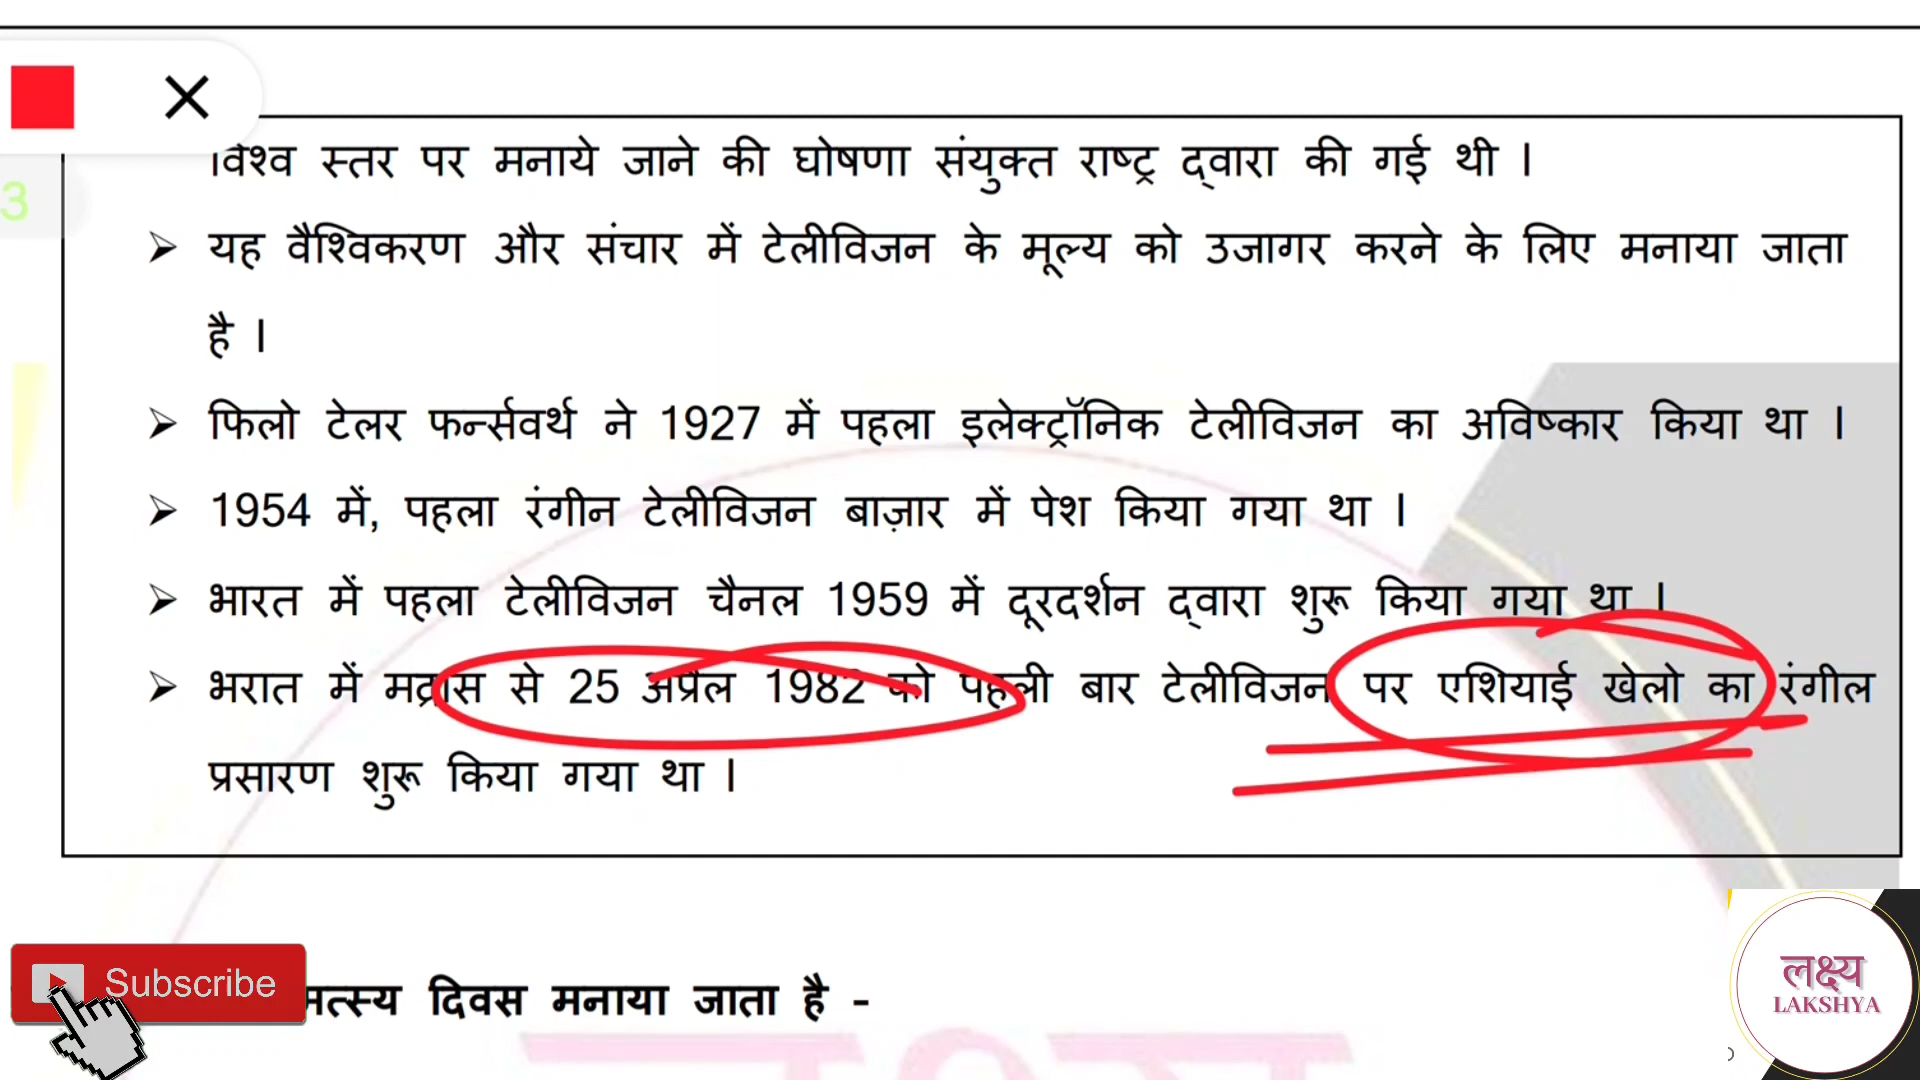 विश्व स्तर पर मनाये जाने की घोषणा संयुक्त राष्ट्र द्वारा की गई थी ।
3
➢ यह वैश्विकरण और संचार में टेलीविजन के मूल्य को उजागर करने के लिए मनाया जाता
है ।
➢ फिलो टेलर फर्न्सवर्थ ने 1927 में पहला इलेक्ट्रॉनिक टेलीविजन का अविष्कार किया था ।
➢ 1954 में, पहला रंगीन टेलीविजन बाज़ार में पेश किया गया था ।
➢ भारत में पहला टेलीविजन चैनल 1959 में दूरदर्शन द्वारा शुरू किया गया था ।
➢ भरात में मद्रास से 25 अप्रैल 1982 को पहली बार टेलीविजन पर एशियाई खेलो का रंगील
प्रसारण शुरू किया गया था ।
Subscribe
मत्स्य दिवस मनाया जाता है -
लक्ष्य
LAKSHYA